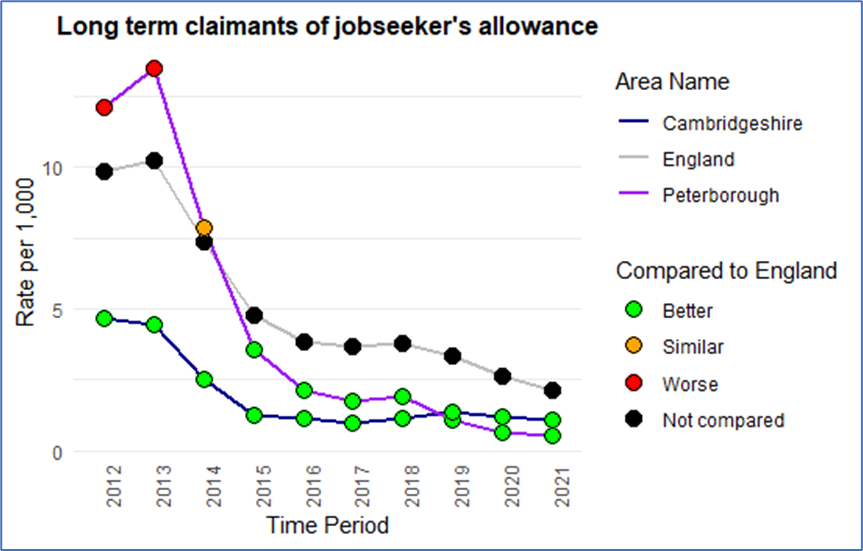 Long term claimants of jobseeker's allowance
Rate per 1,000
10
5
0
2012
2013
2014
2015
2016
2017
2018
2019
2020
2021
Time Period
Area Name
Cambridgeshire
England
Peterborough
Compared to England
Better
Similar
Worse
Not compared